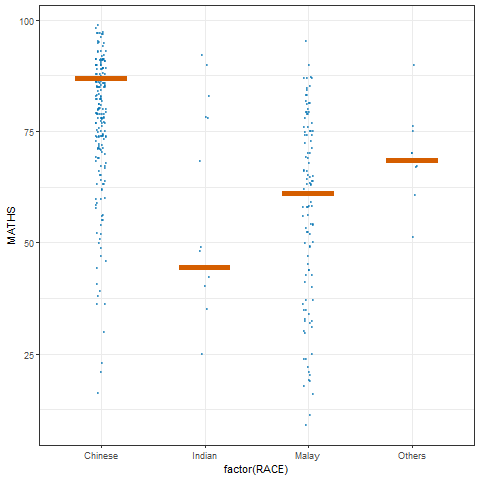 100
75
50
25
MATHS
Chinese
Indian
Malay
Others
factor(RACE)